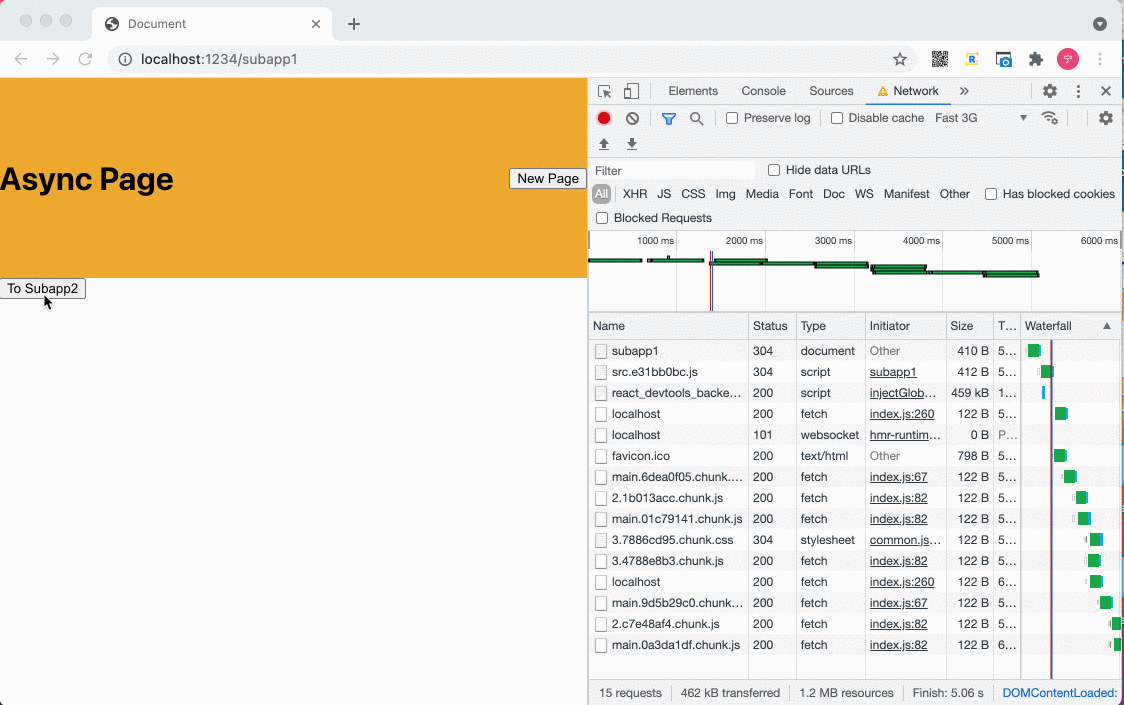 Document
localhost:1234/subapp1
Async Page
New Page
To Subapp2
Elements Console Sources Network
Preserve log Disable cache Fast 3G
Filter Hide data URLs
All XHR JS CSS Img Media Font Doc WS Manifest Other Has blocked cookies
Blocked Requests
1000 ms 2000 ms 3000 ms 4000 ms 5000 ms 6000 ms
Name Status Type Initiator Size T... Waterfall
subapp1 304 document Other 410 B 5...
src.e31bb0bc.js 304 script subapp1 412 B 5...
react_devtools_backe... 200 script injectGlob... 459 kB 1...
localhost 200 fetch index.js:260 122 B 5...
localhost 101 websocket hmr-runtim... 0 B P...
favicon.ico 200 text/html Other 798 B 5...
main.6dea0f05.chunk.... 200 fetch index.js:67 122 B 5...
2.1b013acc.chunk.js 200 fetch index.js:82 122 B 5...
main.01c79141.chunk.js 200 fetch index.js:82 122 B 5...
3.7886cd95.chunk.css 304 stylesheet common.js... 122 B 5...
3.4788e8b3.chunk.js 200 fetch index.js:82 122 B 5...
localhost 200 fetch index.js:260 122 B 6...
main.9d5b29c0.chunk... 200 fetch index.js:67 122 B 5...
2.c7e48af4.chunk.js 200 fetch index.js:82 122 B 5...
main.0a3da1df.chunk.js 200 fetch index.js:82 122 B 6...
15 requests 462 kB transferred 1.2 MB resources Finish: 5.06 s DOMContentLoaded: